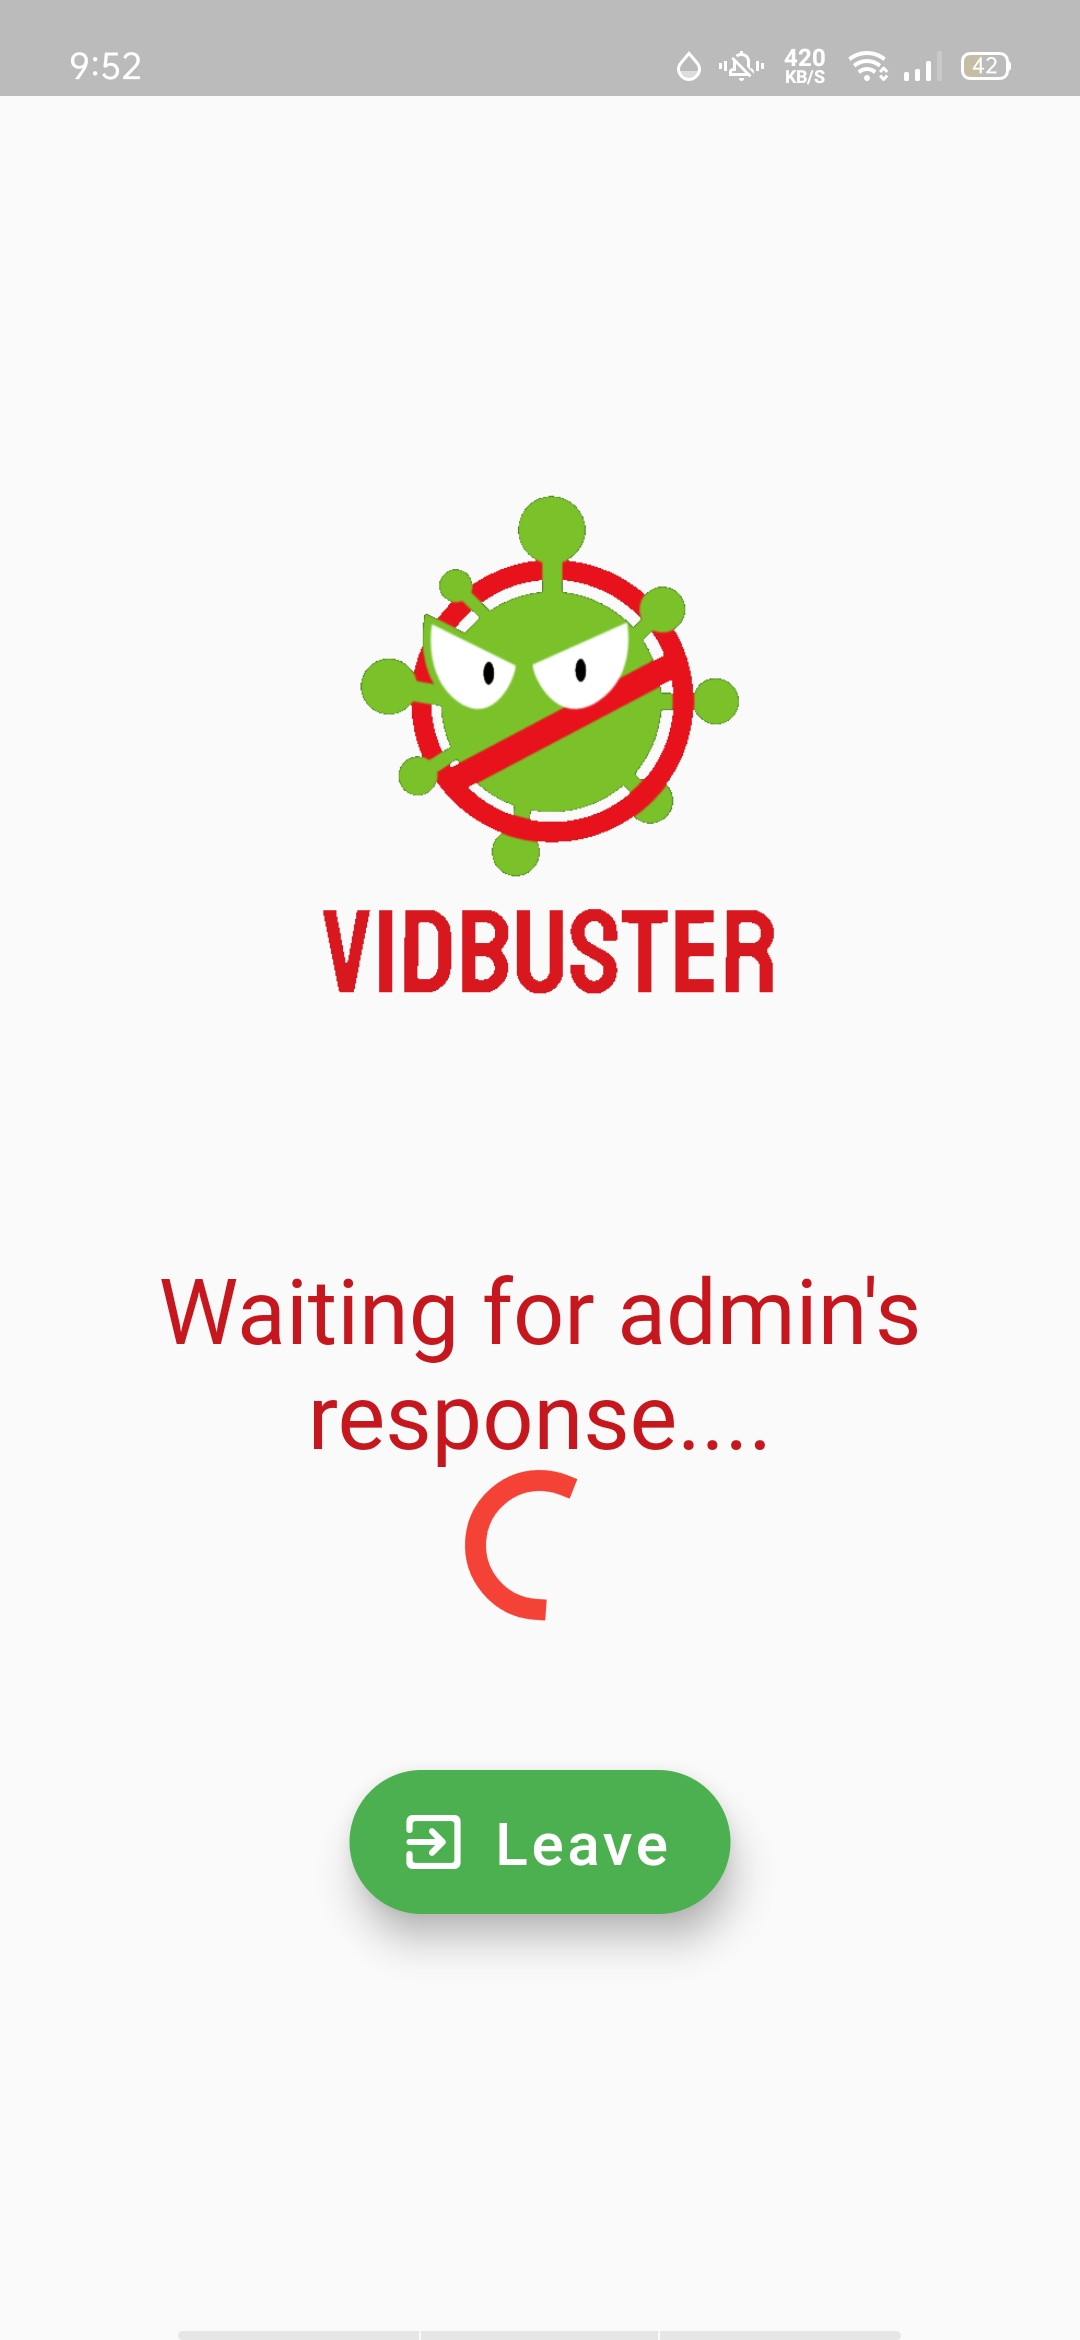 9:52
420
KB/S
42
VIDBUSTER
Waiting for admin's
response....
Leave